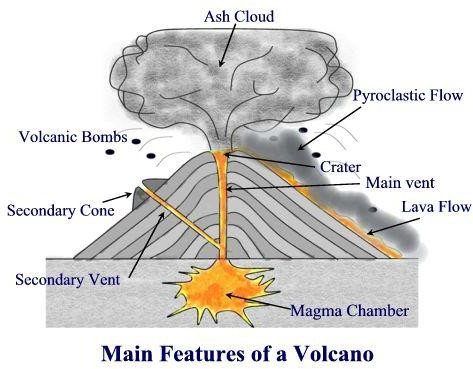 Ash Cloud
Pyroclastic Flow
Volcanic Bombs
Crater
Main vent
Secondary Cone
Lava Flow
Secondary Vent
Magma Chamber
Main Features of a Volcano